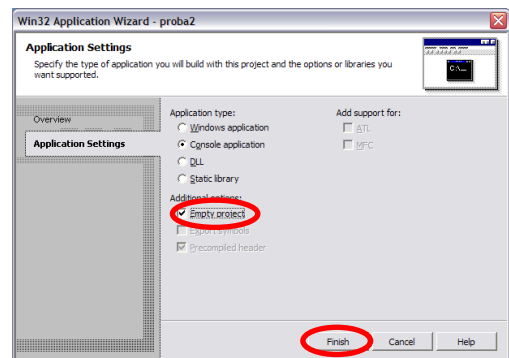 Win32 Application Wizard - proba2
Application Settings
Specify the type of application you will build with this project and the options or libraries you
want supported.
C:\_
Overview
Application Settings
Application type:
Windows application
Console application
DLL
Static library
Additional options:
Empty project
Export symbols
Precompiled header
Add support for:
ATL
MFC
Finish
Cancel
Help